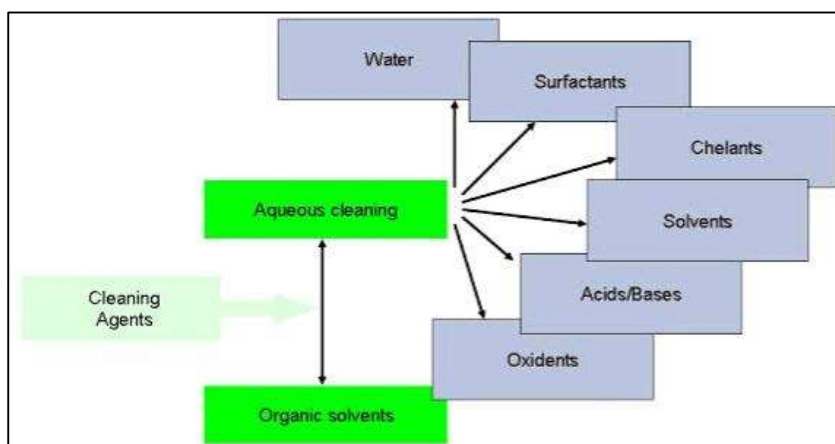 Water
Surfactants
Chelants
Aqueous cleaning
Solvents
Cleaning
Agents
Acids/Bases
Oxidents
Organic solvents